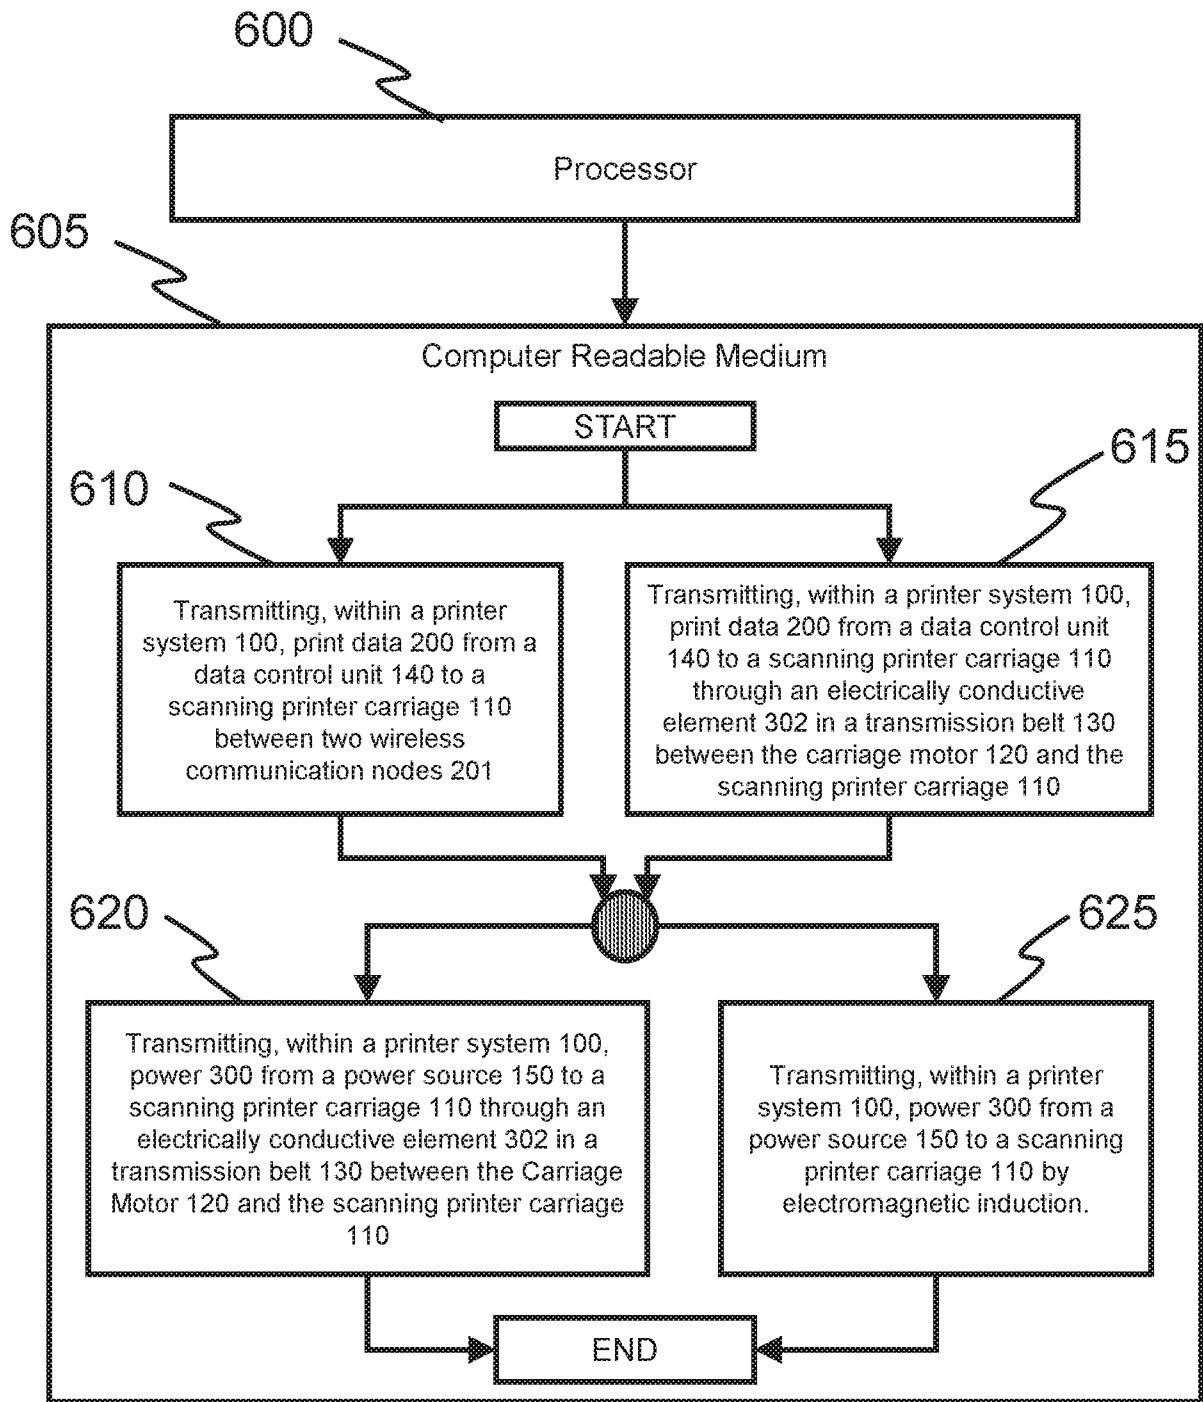 600
Processor
605
Computer Readable Medium
START
610
615
Transmitting, within a printer
system 100, print data 200 from a
data control unit 140 to a
scanning printer carriage 110
between two wireless
communication nodes 201
Transmitting, within a printer system 100,
print data 200 from a data control unit
140 to a scanning printer carriage 110
through an electrically conductive
element 302 in a transmission belt 130
between the carriage motor 120 and the
scanning printer carriage 110
620
625
Transmitting, within a printer system 100,
power 300 from a power source 150 to a
scanning printer carriage 110 through an
electrically conductive element 302 in a
transmission belt 130 between the Carriage
Motor 120 and the scanning printer carriage
110
Transmitting, within a printer
system 100, power 300 from a
power source 150 to a scanning
printer carriage 110 by
electromagnetic induction.
END